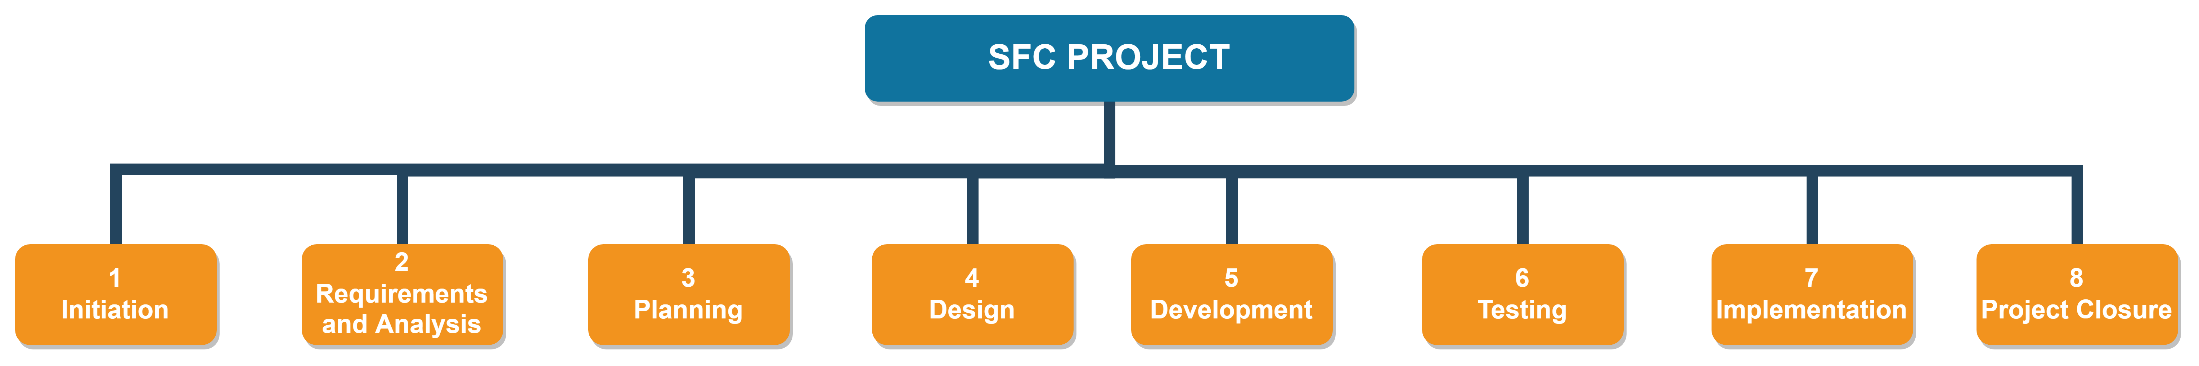 SFC PROJECT
1
Initiation
2
Requirements
and Analysis
3
Planning
4
Design
5
Development
6
Testing
7
Implementation
8
Project Closure